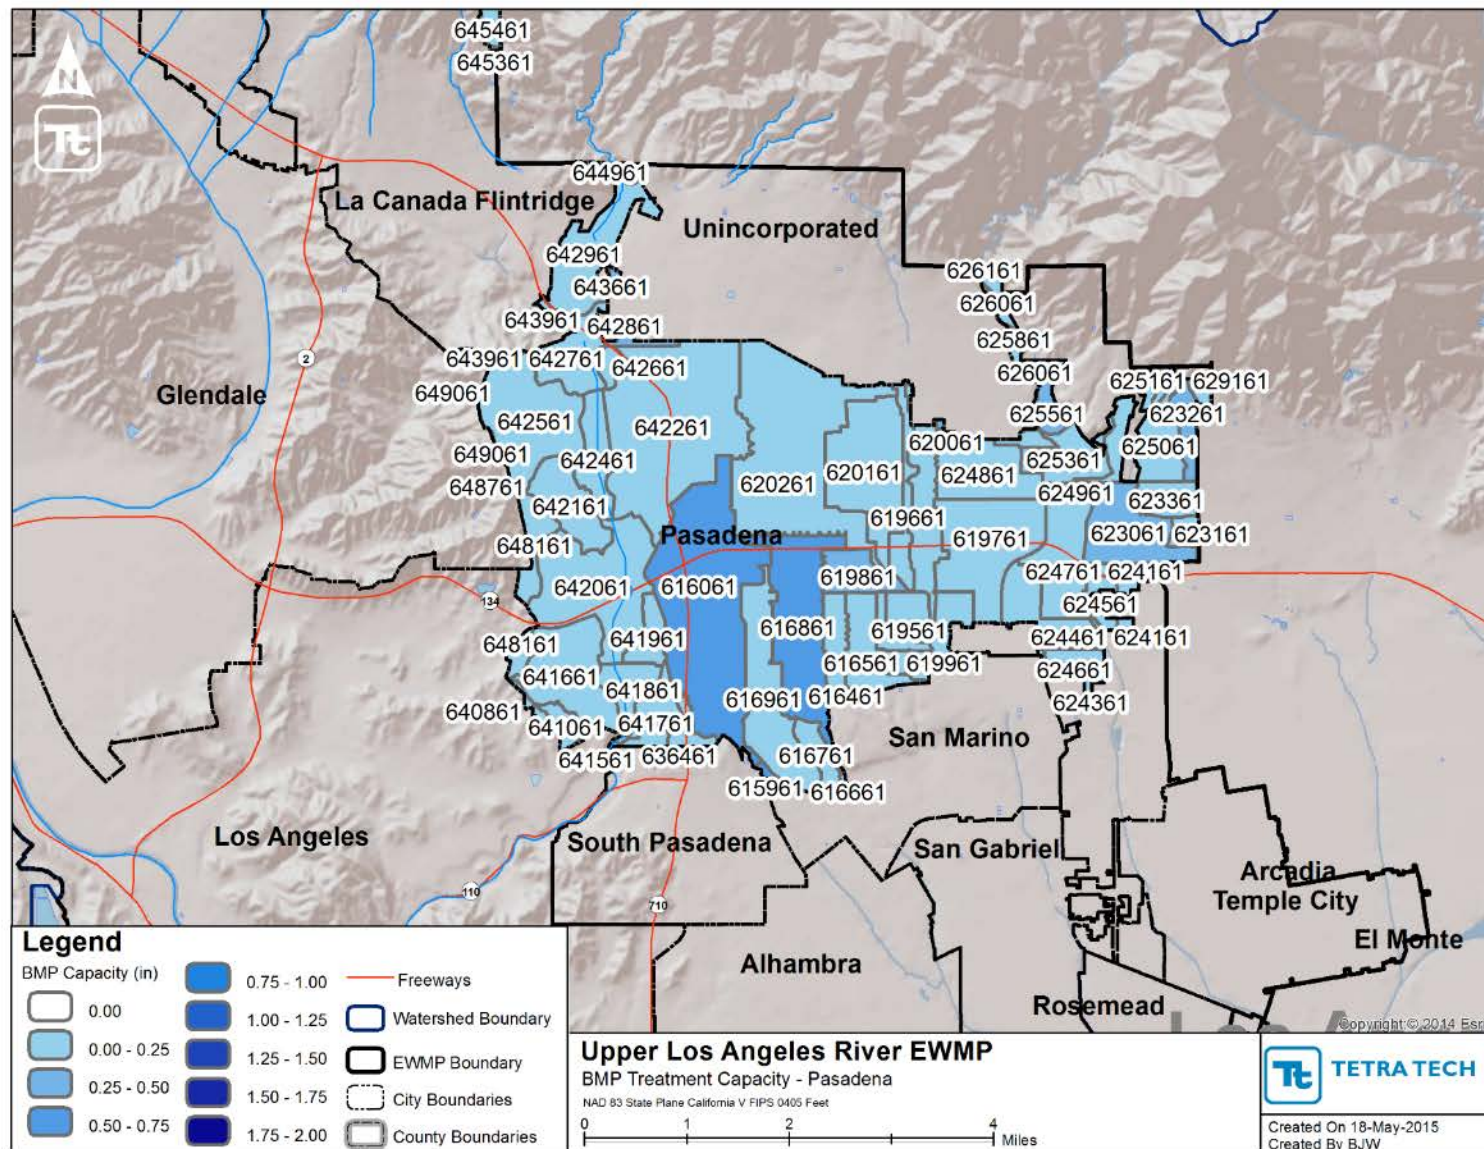 645461
645361
N
Tt
644961
La Canada Flintridge
Unincorporated
642961
626161
643661
626061
643961
642861
625861
643961
642761
642661
2
626061
625161
629161
Glendale
649061
625561
623261
642561
642261
620061
625061
649061
642461
620161
625361
648761
620261
624861
624961
642161
623361
619661
Pasadena
619761
623061
623161
648161
619861
624761
624161
642061
616061
134
624561
616861
619561
648161
641961
624461
624161
641661
616561
619961
624661
641861
616961
616461
624361
640861
641061
641761
San Marino
641561
636461
616761
615961
616661
Los Angeles
South Pasadena
San Gabriel
Arcadia
110
710
Temple City
El Monte
Alhambra
Rosemead
Copyright:© 2014 Esr
Legend
BMP Capacity (in)
0.00
0.00 - 0.25
0.25 - 0.50
0.50 - 0.75
0.75 - 1.00
1.00 - 1.25
1.25 - 1.50
1.50 - 1.75
1.75 - 2.00
Freeways
Watershed Boundary
EWMP Boundary
City Boundaries
County Boundaries
Upper Los Angeles River EWMP
BMP Treatment Capacity - Pasadena
NAD 83 State Plane California V FIPS 0405 Feet
0 1 2 4
Miles
Tt TETRA TECH
Created On 18-May-2015
Created By BJW